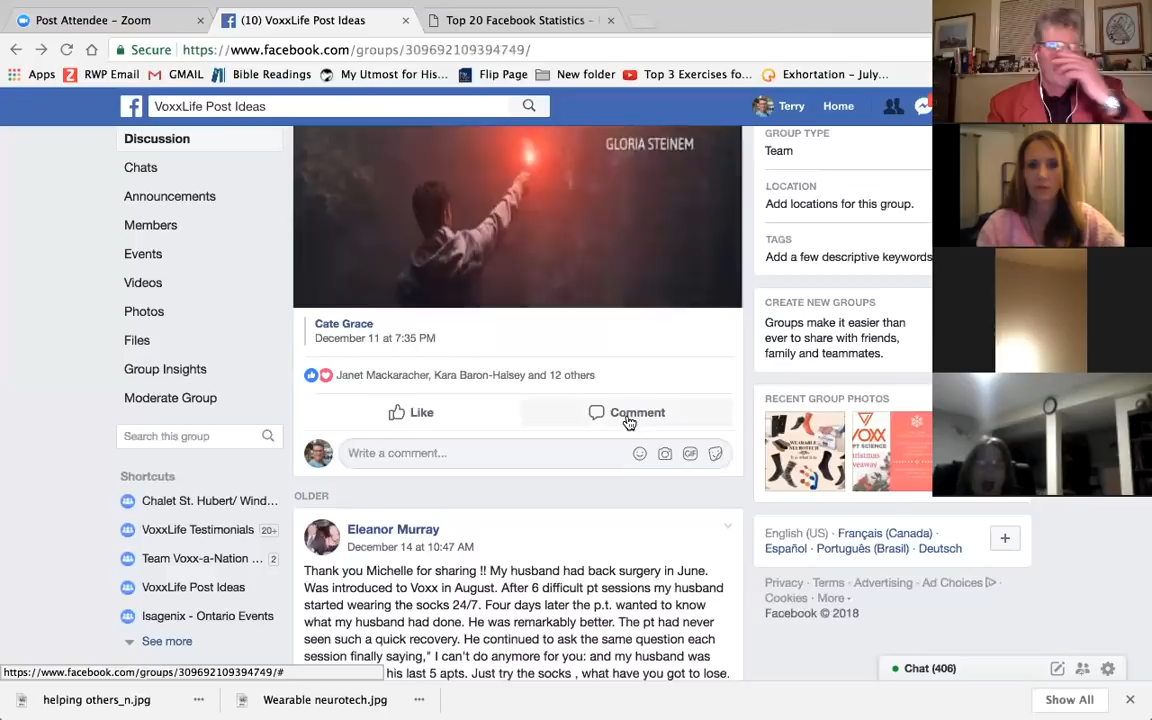 Post Attendee – Zoom
(10) VoxxLife Post Ideas
Top 20 Facebook Statistics -
Secure https://www.facebook.com/groups/309692109394749/
Apps
RWP Email
GMAIL
Bible Readings
My Utmost for His...
Flip Page
New folder
Top 3 Exercises fo...
Exhortation – July...
VoxxLife Post Ideas
Terry
Home
Discussion
Chats
Announcements
Members
Events
Videos
Photos
Files
Group Insights
Moderate Group
Search this group
Shortcuts
Chalet St. Hubert/ Wind...
VoxxLife Testimonials 20+
Team Voxx-a-Nation ... 2
VoxxLife Post Ideas
Isagenix - Ontario Events
See more
https://www.facebook.com/groups/309692109394749/#
GLORIA STEINEM
Cate Grace
December 11 at 7:35 PM
Janet Mackaracher, Kara Baron-Halsey and 12 others
Like
Comment
Write a comment...
GIF
OLDER
Eleanor Murray
December 14 at 10:47 AM
Thank you Michelle for sharing !! My husband had back surgery in June.
Was introduced to Voxx in August. After 6 difficult pt sessions my husband
started wearing the socks 24/7. Four days later the p.t. wanted to know
what my husband had done. He was remarkably better. The pt had never
seen such a quick recovery. He continued to ask the same question each
session finally saying," I can't do anymore for you: and my husband was
his last 5 apts. Just try the socks , what have you got to lose.
GROUP TYPE
Team
LOCATION
Add locations for this group.
TAGS
Add a few descriptive keywords
CREATE NEW GROUPS
Groups make it easier than
ever to share with friends,
family and teammates.
RECENT GROUP PHOTOS
WEARABLE
VOXX
English (US) · Français (Canada) ·
Español · Português (Brasil) · Deutsch
Privacy · Terms · Advertising · Ad Choices ·
Cookies · More
Facebook © 2018
Chat (406)
helping others_n.jpg
Wearable neurotech.jpg
Show All